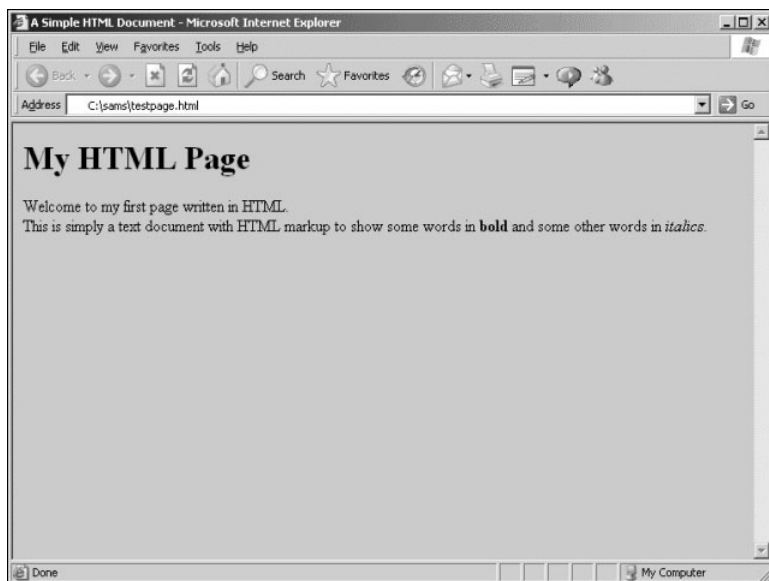 A Simple HTML Document - Microsoft Internet Explorer
File Edit View Favorites Tools Help
Back Search Favorites
Address C:\sams\testpage.html Go
My HTML Page
Welcome to my first page written in HTML.
This is simply a text document with HTML markup to show some words in bold and some other words in italics.
Done My Computer